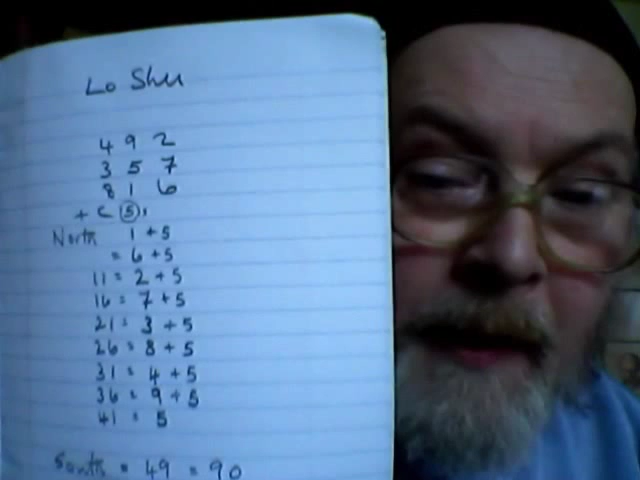 Lo Shu
4 9 2
3 5 7
8 1 6
+ C 5.
North 1 + 5
= 6 + 5
11 = 2 + 5
16 = 7 + 5
21 = 3 + 5
26 = 8 + 5
31 = 4 + 5
36 = 9 + 5
41 = 5
South = 49 = 90